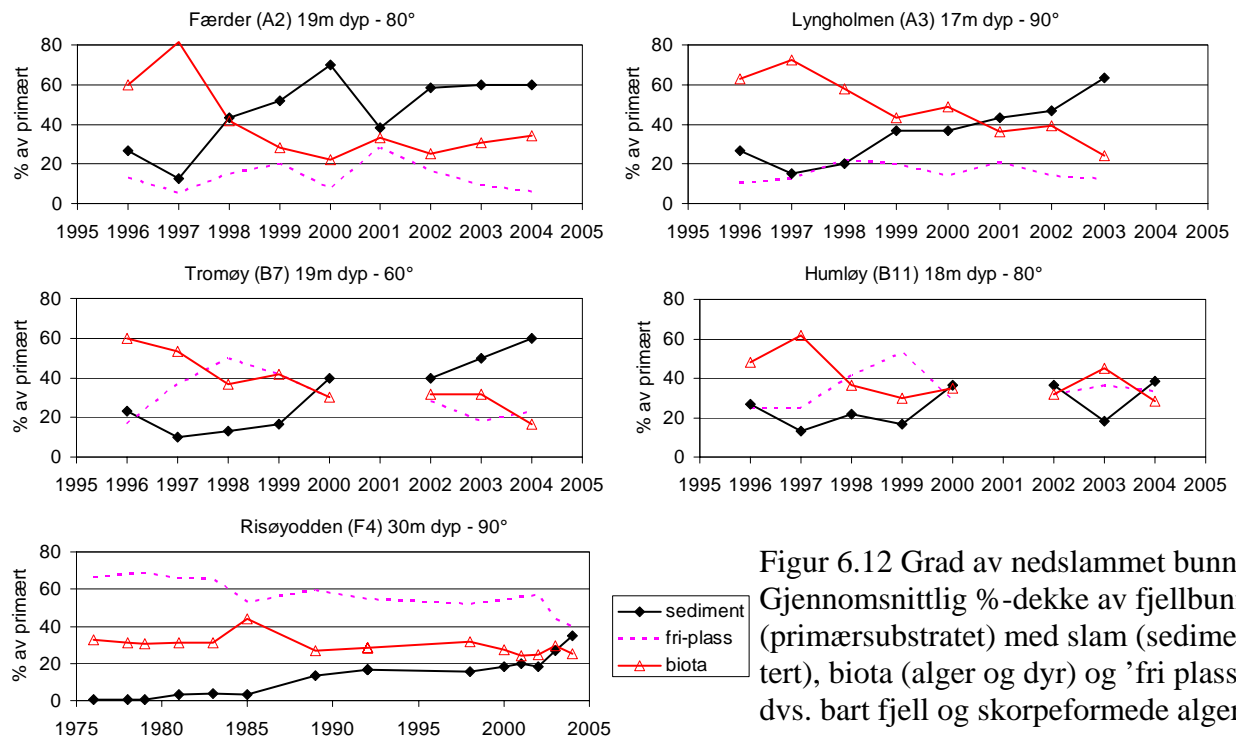 Færder (A2) 19m dyp - 80°
% av primært
80
60
40
20
0
1995 1996 1997 1998 1999 2000 2001 2002 2003 2004 2005
Lyngholmen (A3) 17m dyp - 90°
% av primært
80
60
40
20
0
1995 1996 1997 1998 1999 2000 2001 2002 2003 2004 2005
Tromøy (B7) 19m dyp - 60°
% av primært
80
60
40
20
0
1995 1996 1997 1998 1999 2000 2001 2002 2003 2004 2005
Humløy (B11) 18m dyp - 80°
% av primært
80
60
40
20
0
1995 1996 1997 1998 1999 2000 2001 2002 2003 2004 2005
Risøyodden (F4) 30m dyp - 90°
% av primært
80
60
40
20
0
1975 1980 1985 1990 1995 2000 2005
sediment
fri-plass
biota
Figur 6.12 Grad av nedslammet bunn
Gjennomsnittlig %-dekke av fjellbun
(primærsubstratet) med slam (sedime
tert), biota (alger og dyr) og ’fri plass
dvs. bart fjell og skorpeformede alger